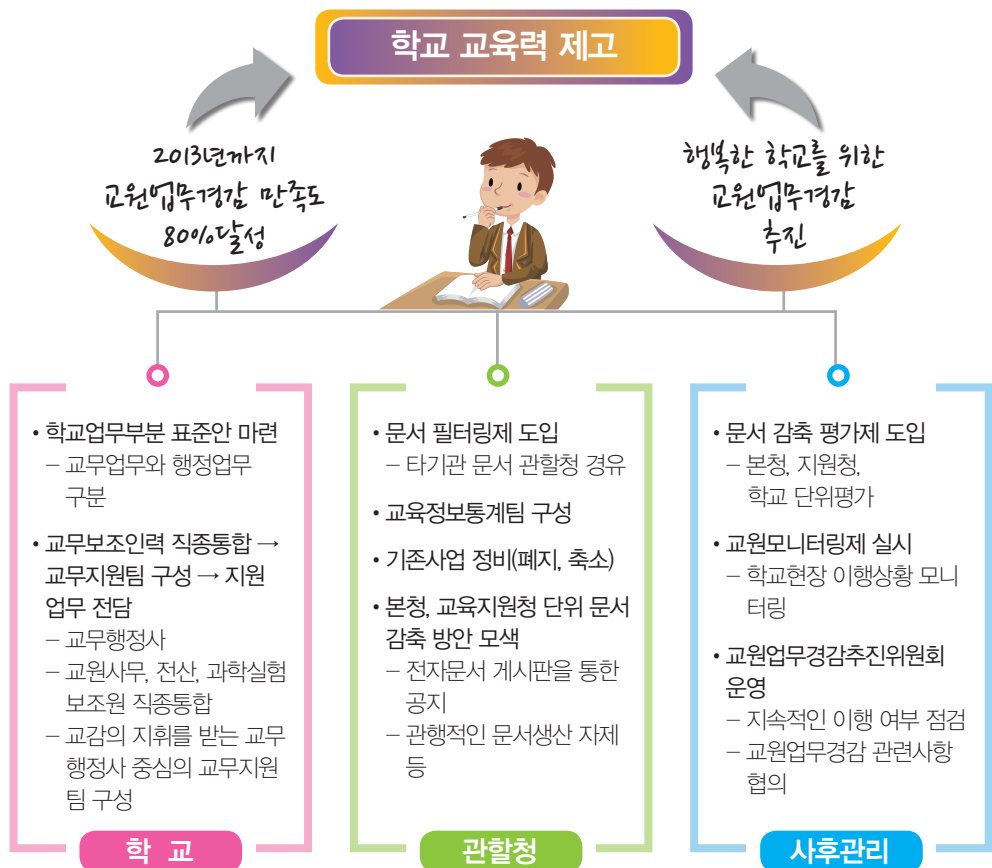 학교 교육력 제고
2013년까지
교원업무경감 만족도
80%달성
행복한 학교를 위한
교원업무경감
추진
• 학교업무부분 표준안 마련
– 교무업무와 행정업무
구분
• 교무보조인력 직종통합 →
교무지원팀 구성 → 지원
업무 전담
– 교무행정사
– 교원사무, 전산, 과학실험
보조원 직종통합
– 교감의 지휘를 받는 교무
행정사 중심의 교무지원
팀 구성
학 교
• 문서 필터링제 도입
– 타기관 문서 관할청 경유
• 교육정보통계팀 구성
• 기존사업 정비(폐지, 축소)
• 본청, 교육지원청 단위 문서
감축 방안 모색
– 전자문서 게시판을 통한
공지
– 관행적인 문서생산 자제
등
관할청
• 문서 감축 평가제 도입
– 본청, 지원청,
학교 단위평가
• 교원모니터링제 실시
– 학교현장 이행상황 모니
터링
• 교원업무경감추진위원회
운영
– 지속적인 이행 여부 점검
– 교원업무경감 관련사항
협의
사후관리